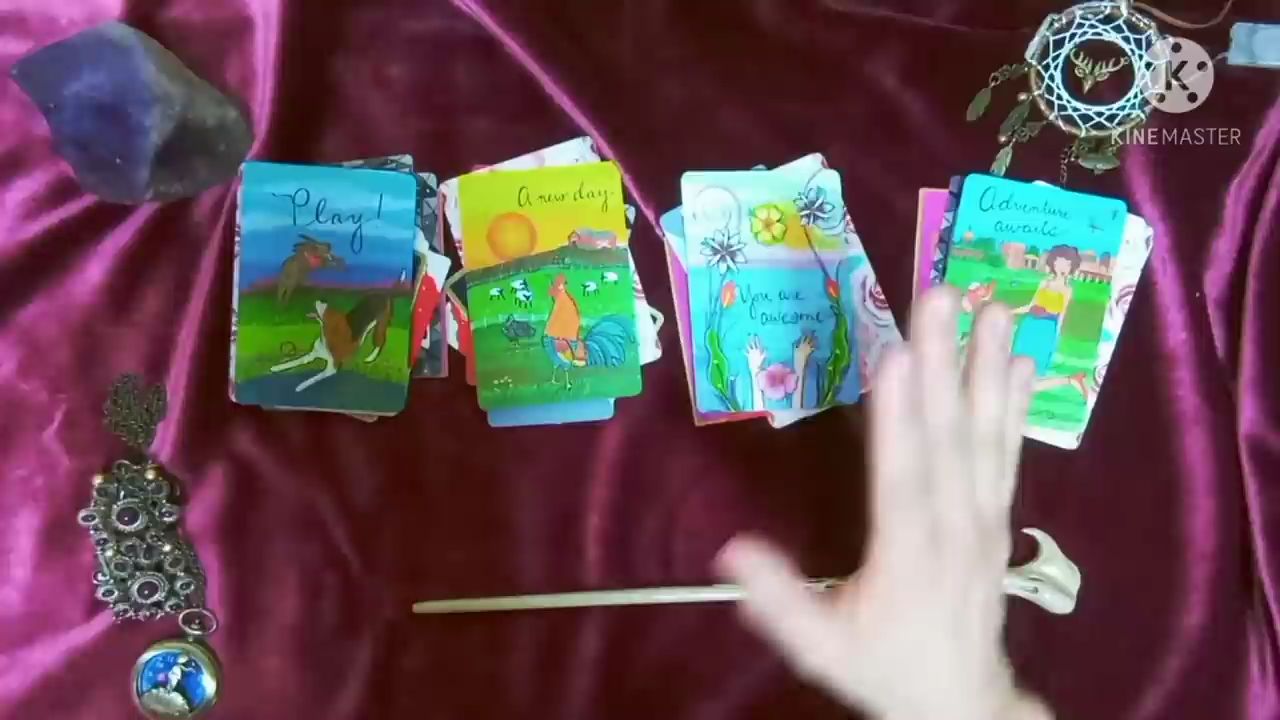 Play!
A new day
You are
awesome
Adventure
awaits
K
KINEMASTER